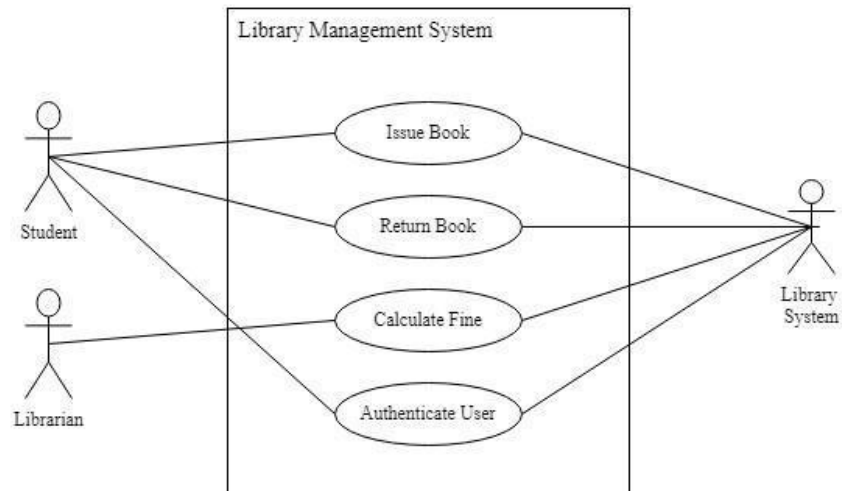 Library Management System
Issue Book
Student
Return Book
Library
System
Calculate Fine
Librarian
Authenticate User